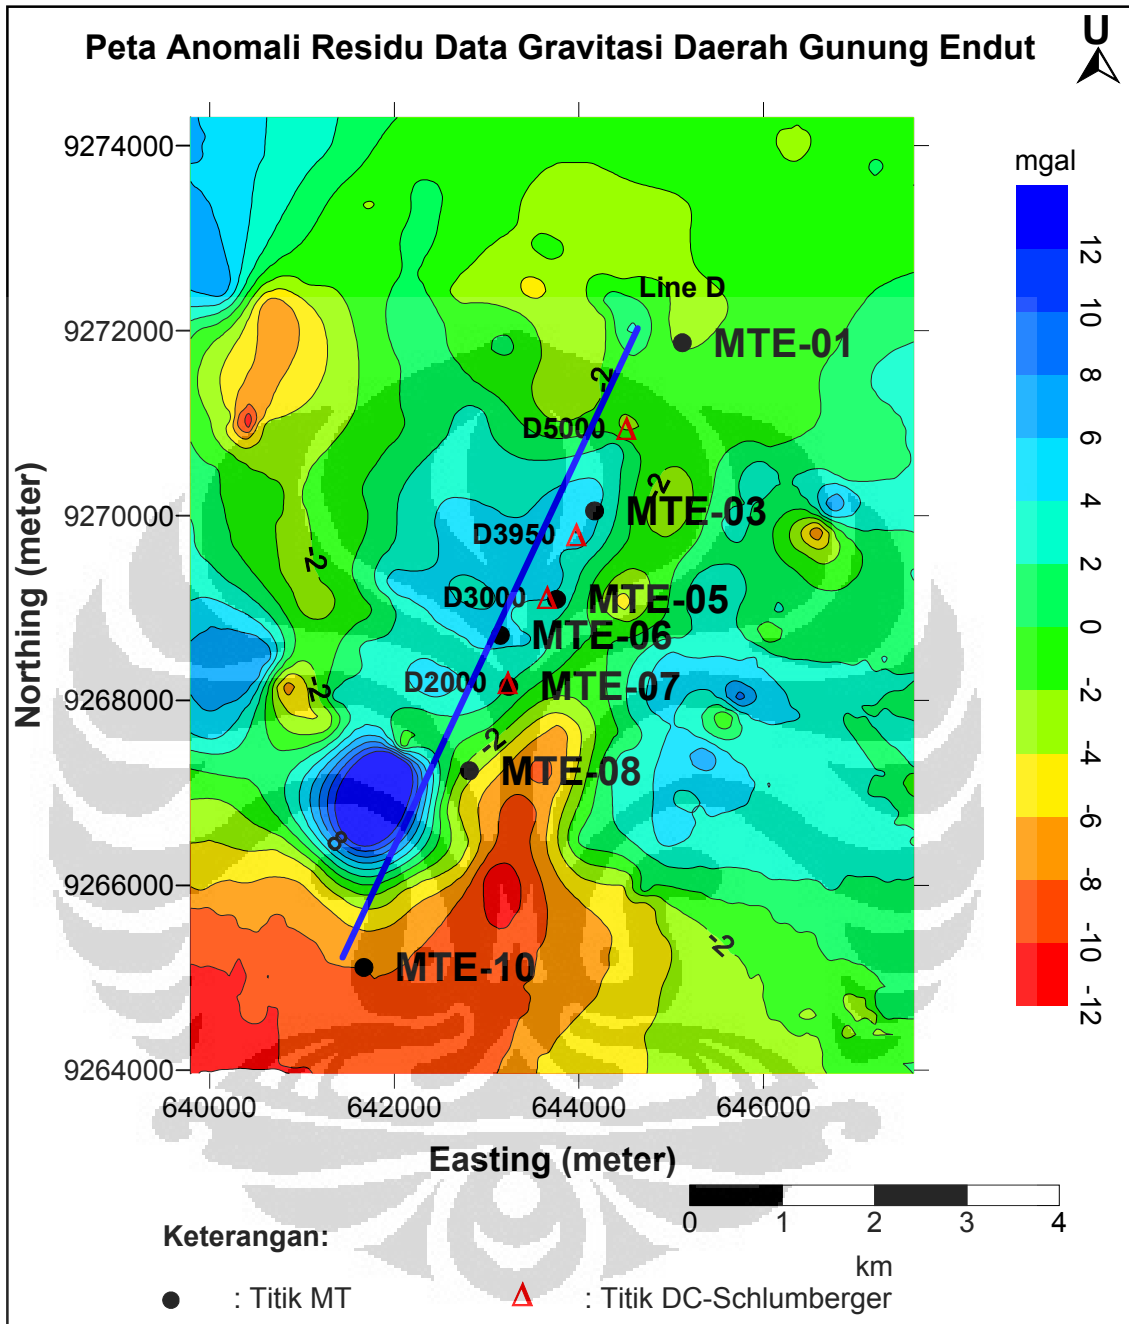 Peta Anomali Residu Data Gravitasi Daerah Gunung Endut
U
mgal
12
10
8
6
4
2
0
-2
-4
-6
-8
-10
-12
9274000
9272000
9270000
9268000
9266000
9264000
Northing (meter)
Line D
MTE-01
-2
D5000
-2
MTE-03
D3950
-2
D3000
MTE-05
MTE-06
-2
D2000
MTE-07
-2
MTE-08
8
-2
MTE-10
640000
642000
644000
646000
Easting (meter)
0
1
2
3
4
km
Keterangan:
: Titik MT
: Titik DC-Schlumberger